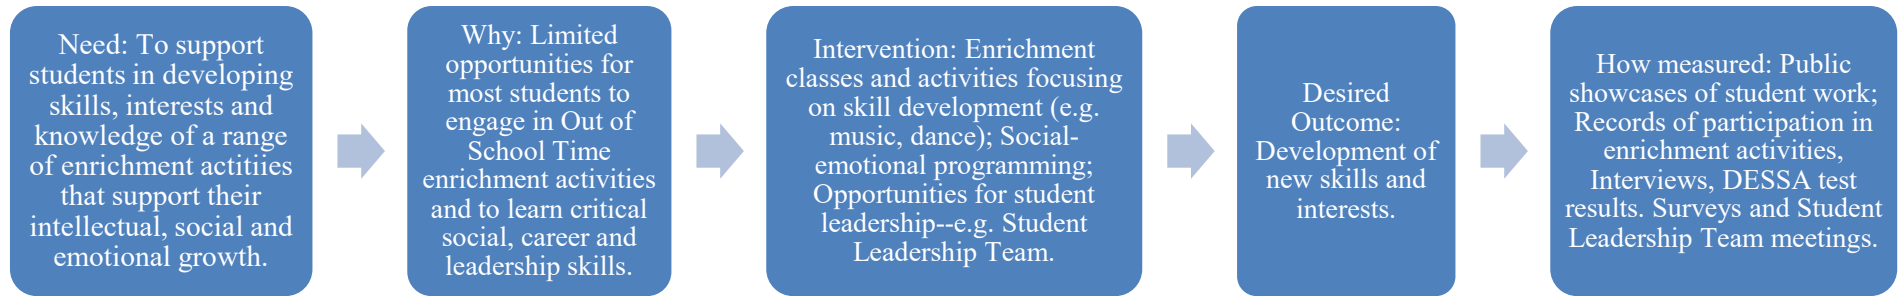 Need: To support
students in developing
skills, interests and
knowledge of a range
of enrichment actitiies
that support their
intellectual, social and
emotional growth.
Why: Limited
opportunities for
most students to
engage in Out of
School Time
enrichment activities
and to learn critical
social, career and
leadership skills.
Intervention: Enrichment
classes and activities focusing
on skill development (e.g.
music, dance); Social-
emotional programming;
Opportunities for student
leadership--e.g. Student
Leadership Team.
Desired
Outcome:
Development of
new skills and
interests.
How measured: Public
showcases of student work;
Records of participation in
enrichment activities,
Interviews, DESSA test
results. Surveys and Student
Leadership Team meetings.